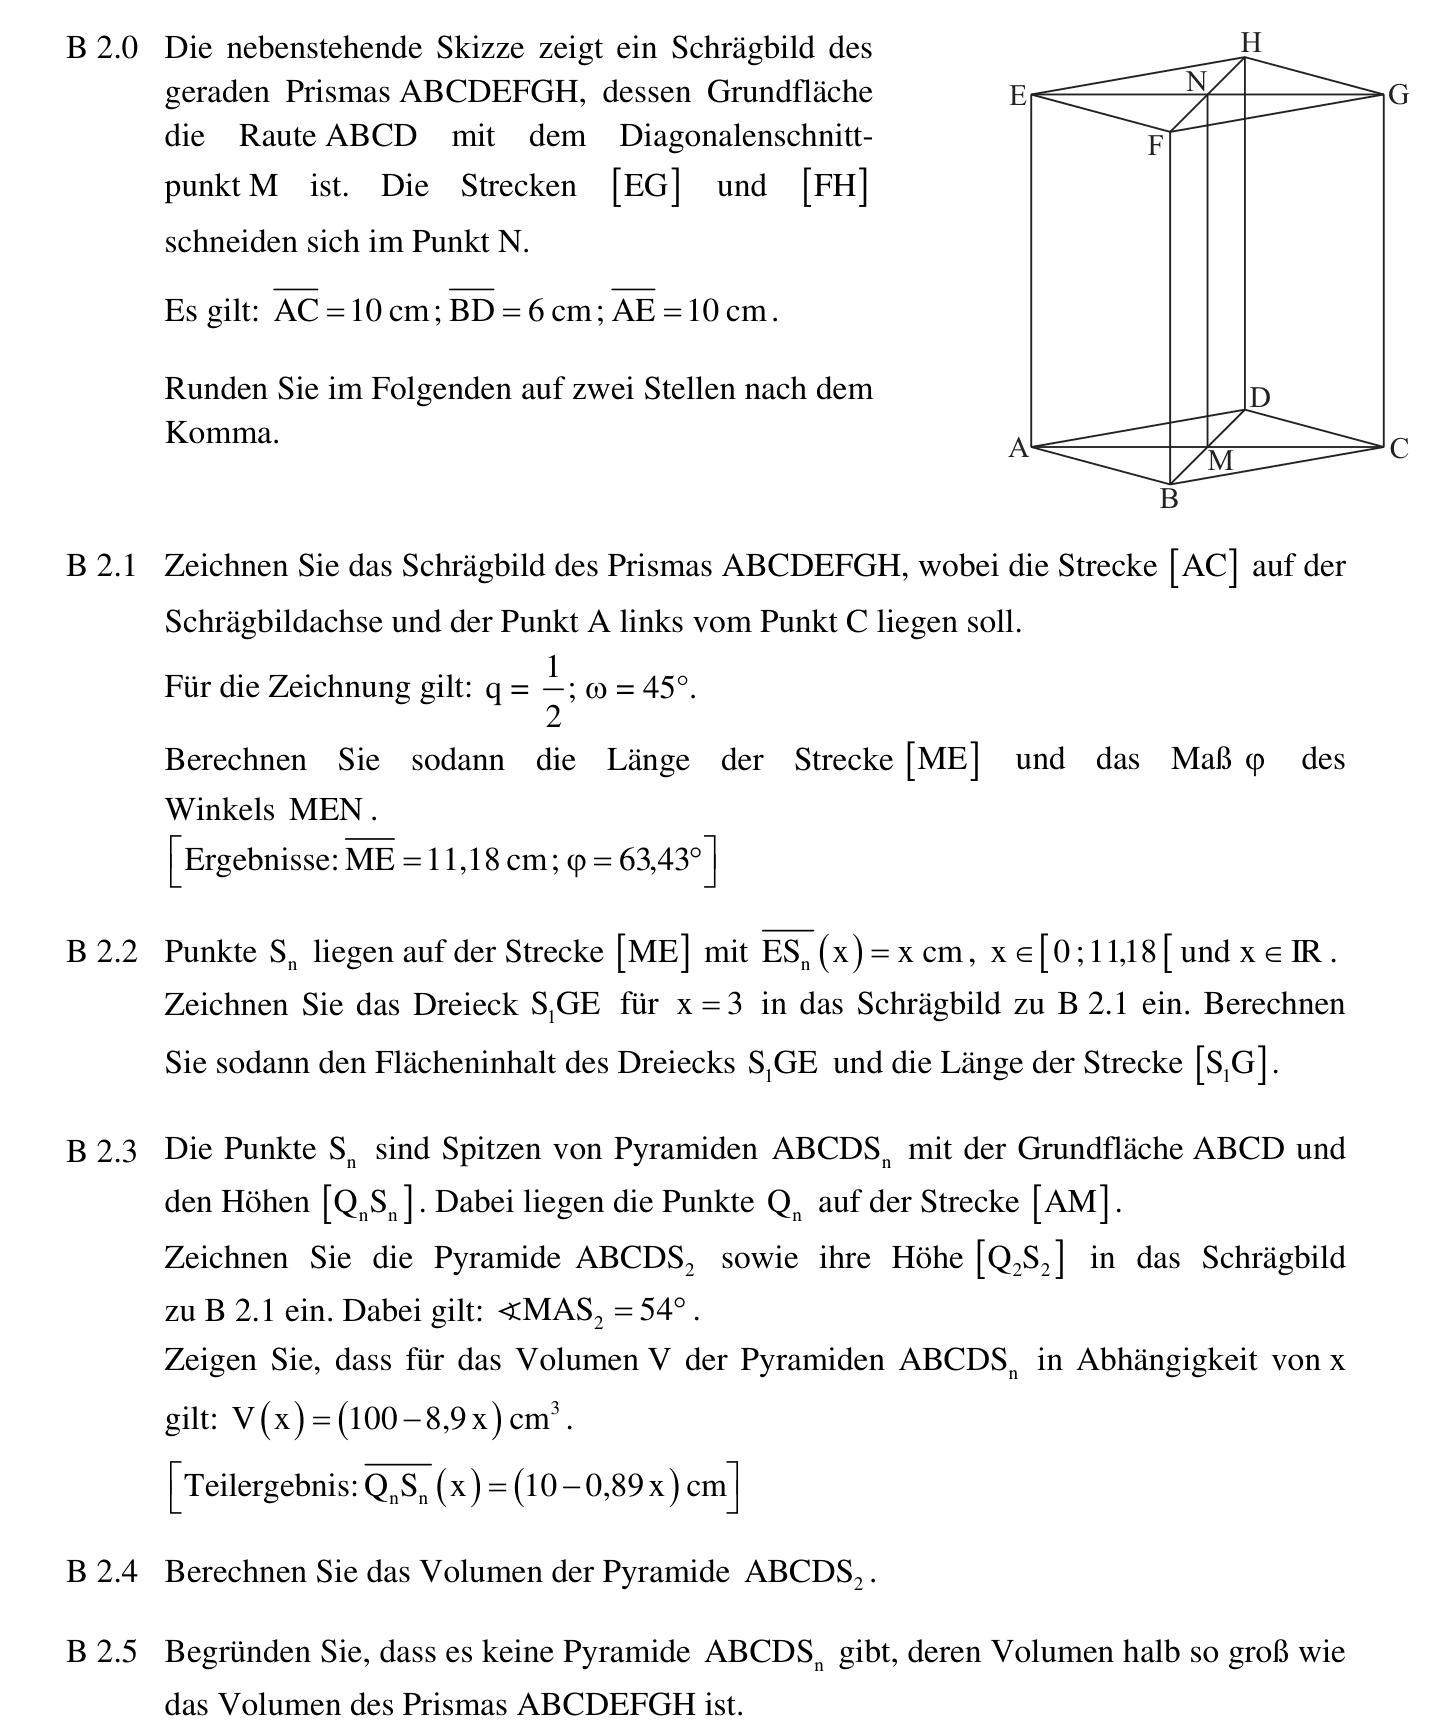 B 2.0 Die nebenstehende Skizze zeigt ein Schrägbild des
geraden Prismas ABCDEFGH, dessen Grundfläche
die Raute ABCD mit dem Diagonalenschnitt-
punkt M ist. Die Strecken [EG] und [FH]
schneiden sich im Punkt N.
Es gilt: A͞C͞ = 10 cm; B͞D͞ = 6 cm; A͞E͞ = 10 cm.
Runden Sie im Folgenden auf zwei Stellen nach dem
Komma.
H
E
N
G
F
D
A
M
C
B
B 2.1 Zeichnen Sie das Schrägbild des Prismas ABCDEFGH, wobei die Strecke [AC] auf der
Schrägbildachse und der Punkt A links vom Punkt C liegen soll.
Für die Zeichnung gilt: q = 1/2; ω = 45°.
Berechnen Sie sodann die Länge der Strecke [ME] und das Maß φ des
Winkels MEN.
[Ergebnisse: M͞E͞ = 11,18 cm; φ = 63,43°]
B 2.2 Punkte Sₙ liegen auf der Strecke [ME] mit E͞S͞ₙ(x) = x cm, x ∈ [0; 11,18[ und x ∈ IR.
Zeichnen Sie das Dreieck S₁GE für x = 3 in das Schrägbild zu B 2.1 ein. Berechnen
Sie sodann den Flächeninhalt des Dreiecks S₁GE und die Länge der Strecke [S₁G].
B 2.3 Die Punkte Sₙ sind Spitzen von Pyramiden ABCDSₙ mit der Grundfläche ABCD und
den Höhen [QₙSₙ]. Dabei liegen die Punkte Qₙ auf der Strecke [AM].
Zeichnen Sie die Pyramide ABCDS₂ sowie ihre Höhe [Q₂S₂] in das Schrägbild
zu B 2.1 ein. Dabei gilt: ∢MAS₂ = 54°.
Zeigen Sie, dass für das Volumen V der Pyramiden ABCDSₙ in Abhängigkeit von x
gilt: V(x) = (100 − 8,9x) cm³.
[Teilergebnis: Q͞ₙS͞ₙ(x) = (10 − 0,89x) cm]
B 2.4 Berechnen Sie das Volumen der Pyramide ABCDS₂.
B 2.5 Begründen Sie, dass es keine Pyramide ABCDSₙ gibt, deren Volumen halb so groß wie
das Volumen des Prismas ABCDEFGH ist.